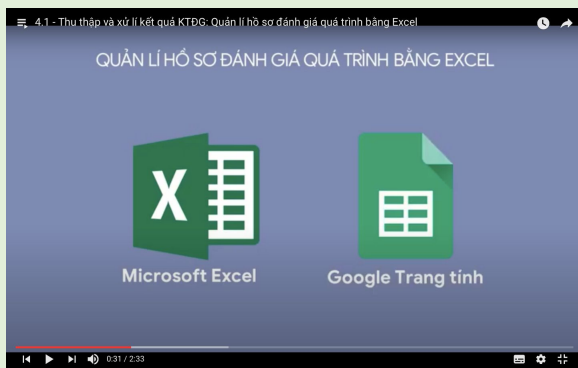 4.1 - Thu thập và xử lí kết quả KTĐG: Quản lí hồ sơ đánh giá quá trình bằng Excel
QUẢN LÍ HỒ SƠ ĐÁNH GIÁ QUÁ TRÌNH BẰNG EXCEL
X
Microsoft Excel
Google Trang tính
0:31 / 2:33